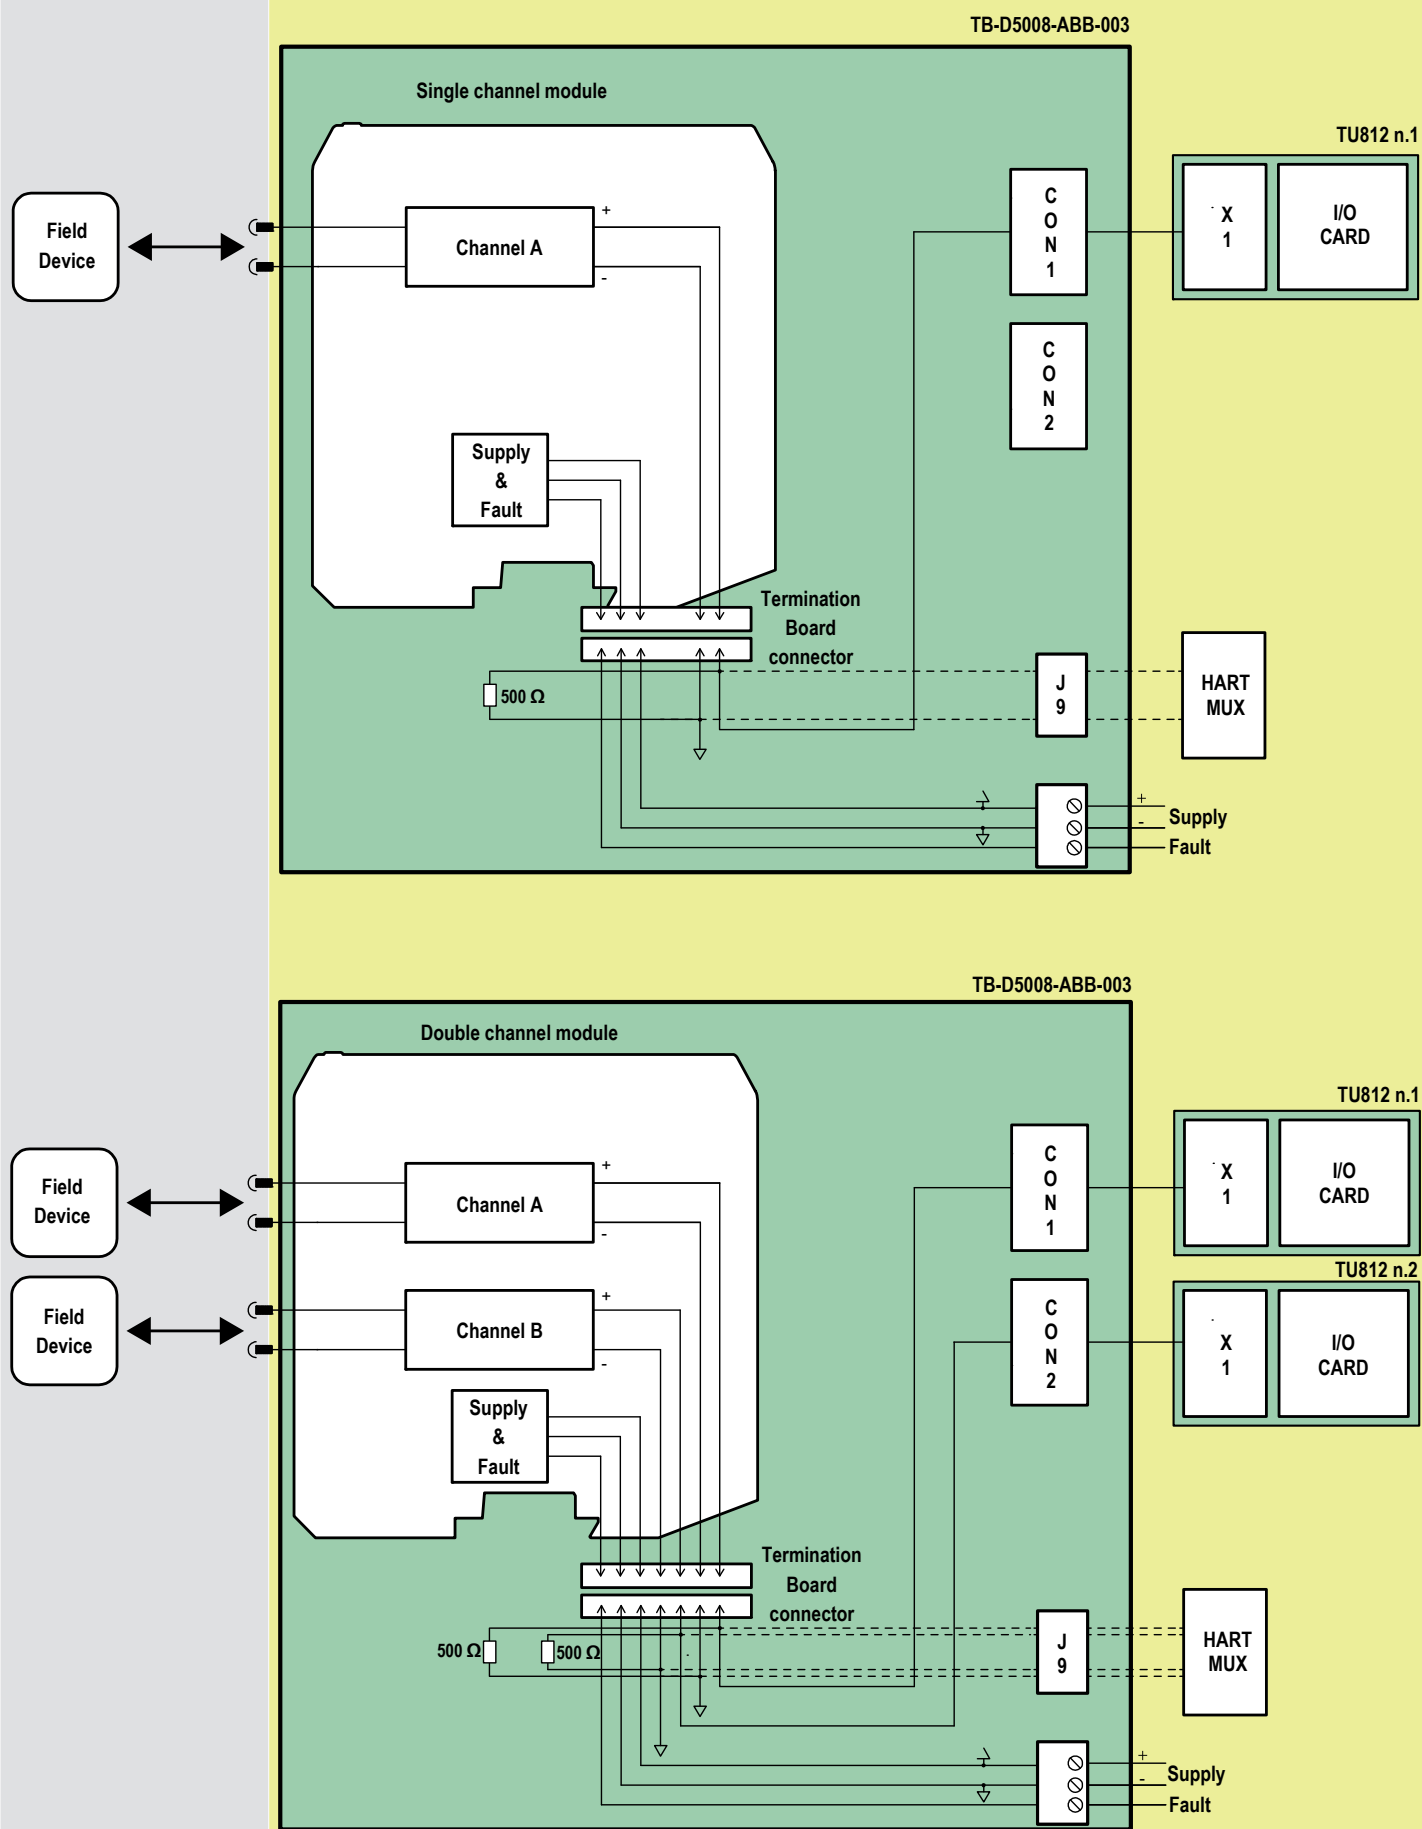 TB-D5008-ABB-003
Single channel module
TU812 n.1
Field
Device
Channel A
+
-
C
O
N
1
X
1
I/O
CARD
C
O
N
2
Supply
&
Fault
Termination
Board
connector
500 Ω
J
9
HART
MUX
+
-
Supply
Fault
TB-D5008-ABB-003
Double channel module
TU812 n.1
Field
Device
Channel A
+
-
C
O
N
1
X
1
I/O
CARD
TU812 n.2
Field
Device
Channel B
+
-
C
O
N
2
X
1
I/O
CARD
Supply
&
Fault
Termination
Board
connector
500 Ω
500 Ω
J
9
HART
MUX
+
-
Supply
Fault